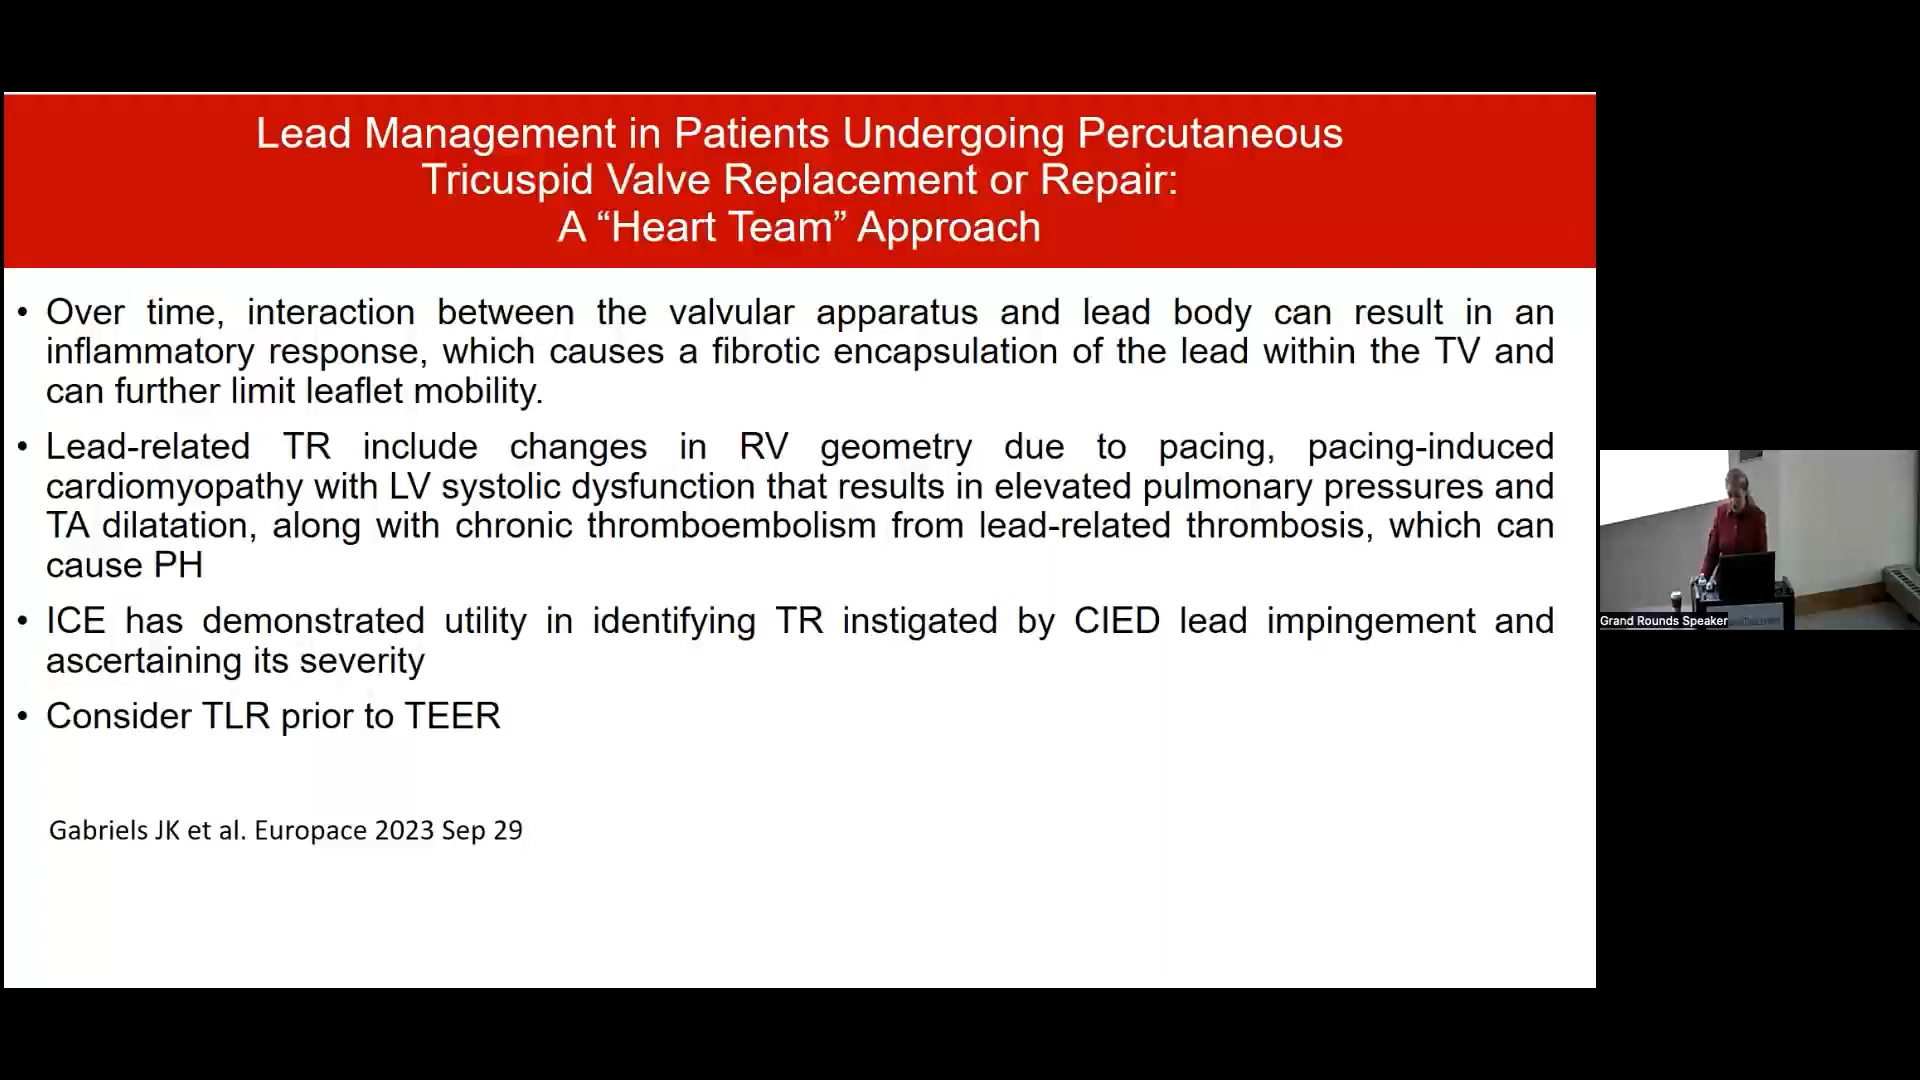 Lead Management in Patients Undergoing Percutaneous
Tricuspid Valve Replacement or Repair:
A “Heart Team” Approach
• Over time, interaction between the valvular apparatus and lead body can result in an
inflammatory response, which causes a fibrotic encapsulation of the lead within the TV and
can further limit leaflet mobility.
• Lead-related TR include changes in RV geometry due to pacing, pacing-induced
cardiomyopathy with LV systolic dysfunction that results in elevated pulmonary pressures and
TA dilatation, along with chronic thromboembolism from lead-related thrombosis, which can
cause PH
• ICE has demonstrated utility in identifying TR instigated by CIED lead impingement and
ascertaining its severity
• Consider TLR prior to TEER
Gabriels JK et al. Europace 2023 Sep 29
Grand Rounds Speaker